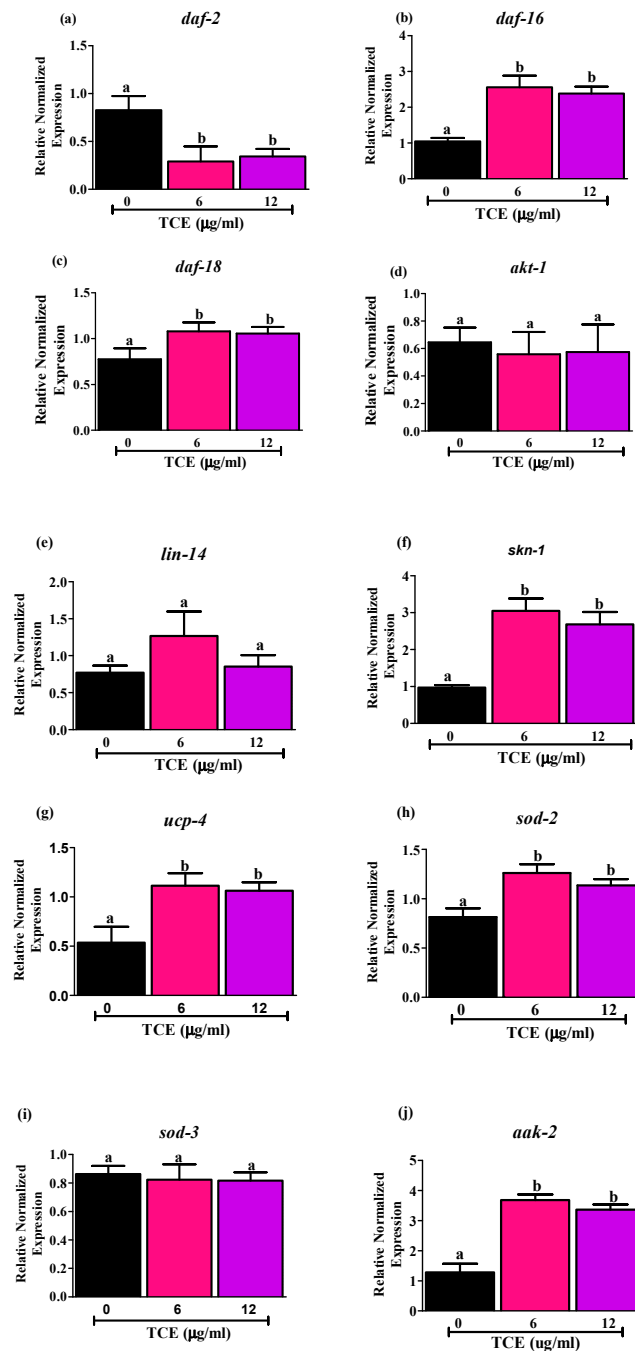 (a)
daf-2
Relative Normalized
Expression
1.5
1.0
0.5
0.0
a
b
b
0
6
12
TCE (µg/ml)
(b)
daf-16
Relative Normalized
Expression
4
3
2
1
0
a
b
b
0
6
12
TCE (µg/ml)
(c)
daf-18
Relative Normalized
Expression
1.5
1.0
0.5
0.0
a
b
b
0
6
12
TCE (µg/ml)
(d)
akt-1
Relative Normalized
Expression
1.0
0.8
0.6
0.4
0.2
0.0
a
a
a
0
6
12
TCE (µg/ml)
(e)
lin-14
Relative Normalized
Expression
2.0
1.5
1.0
0.5
0.0
a
a
a
0
6
12
TCE (µg/ml)
(f)
skn-1
Relative Normalized
Expression
4
3
2
1
0
a
b
b
0
6
12
TCE (µg/ml)
(g)
ucp-4
Relative Normalized
Expression
1.5
1.0
0.5
0.0
a
b
b
0
6
12
TCE (µg/ml)
(h)
sod-2
Relative Normalized
Expression
1.5
1.0
0.5
0.0
a
b
b
0
6
12
TCE (µg/ml)
(i)
sod-3
Relative Normalized
Expression
1.0
0.8
0.6
0.4
0.2
0.0
a
a
a
0
6
12
TCE (µg/ml)
(j)
aak-2
Relative Normalized
Expression
5
4
3
2
1
0
a
b
b
0
6
12
TCE (ug/ml)